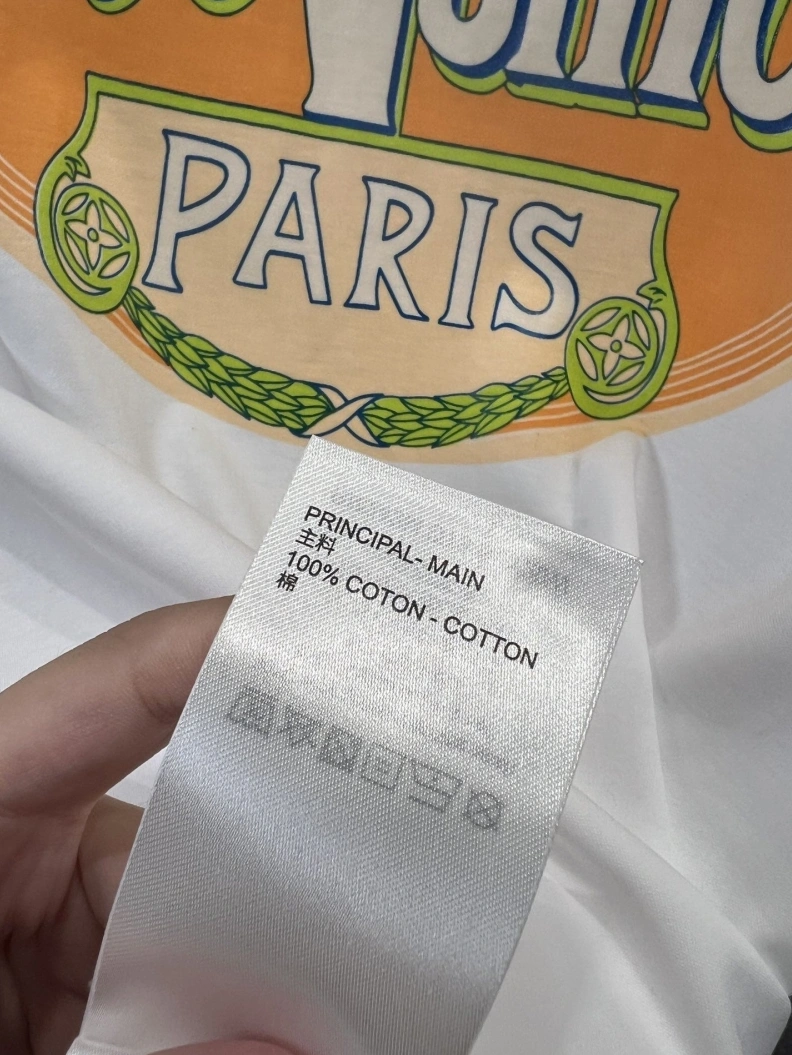 PARIS
PRINCIPAL- MAIN
主料
100% COTON - COTTON
棉